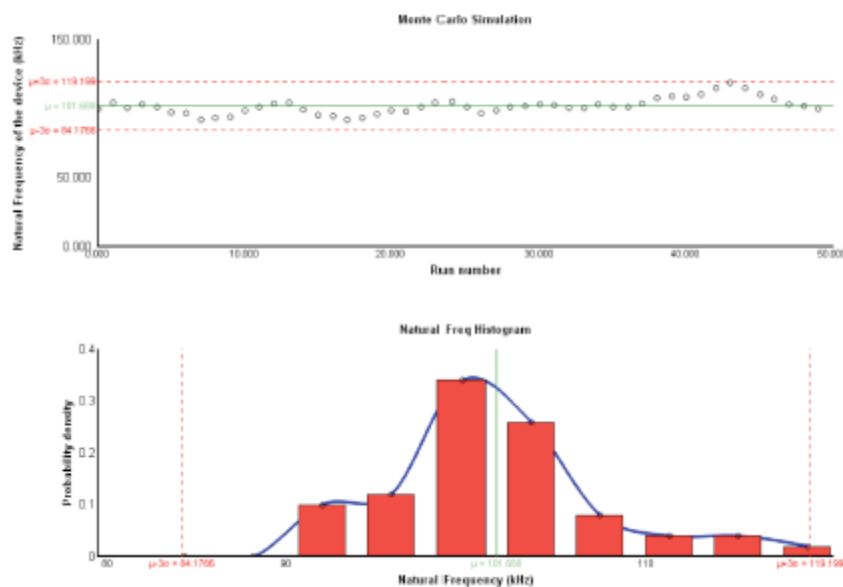 Monte Carlo Simulation
Natural Frequency of the device (kHz)
150.000
μ+3σ = 119.199
μ = 101.688
μ-3σ = 84.1766
50.000
0.000
0.000 10.000 20.000 30.000 40.000 50.000
Run number
Natural Freq Histogram
Probability density
0.4
0.3
0.2
0.1
0
80 μ-3σ = 84.1766 90 μ = 101.688 110 μ+3σ = 119.199
Natural Frequency (kHz)